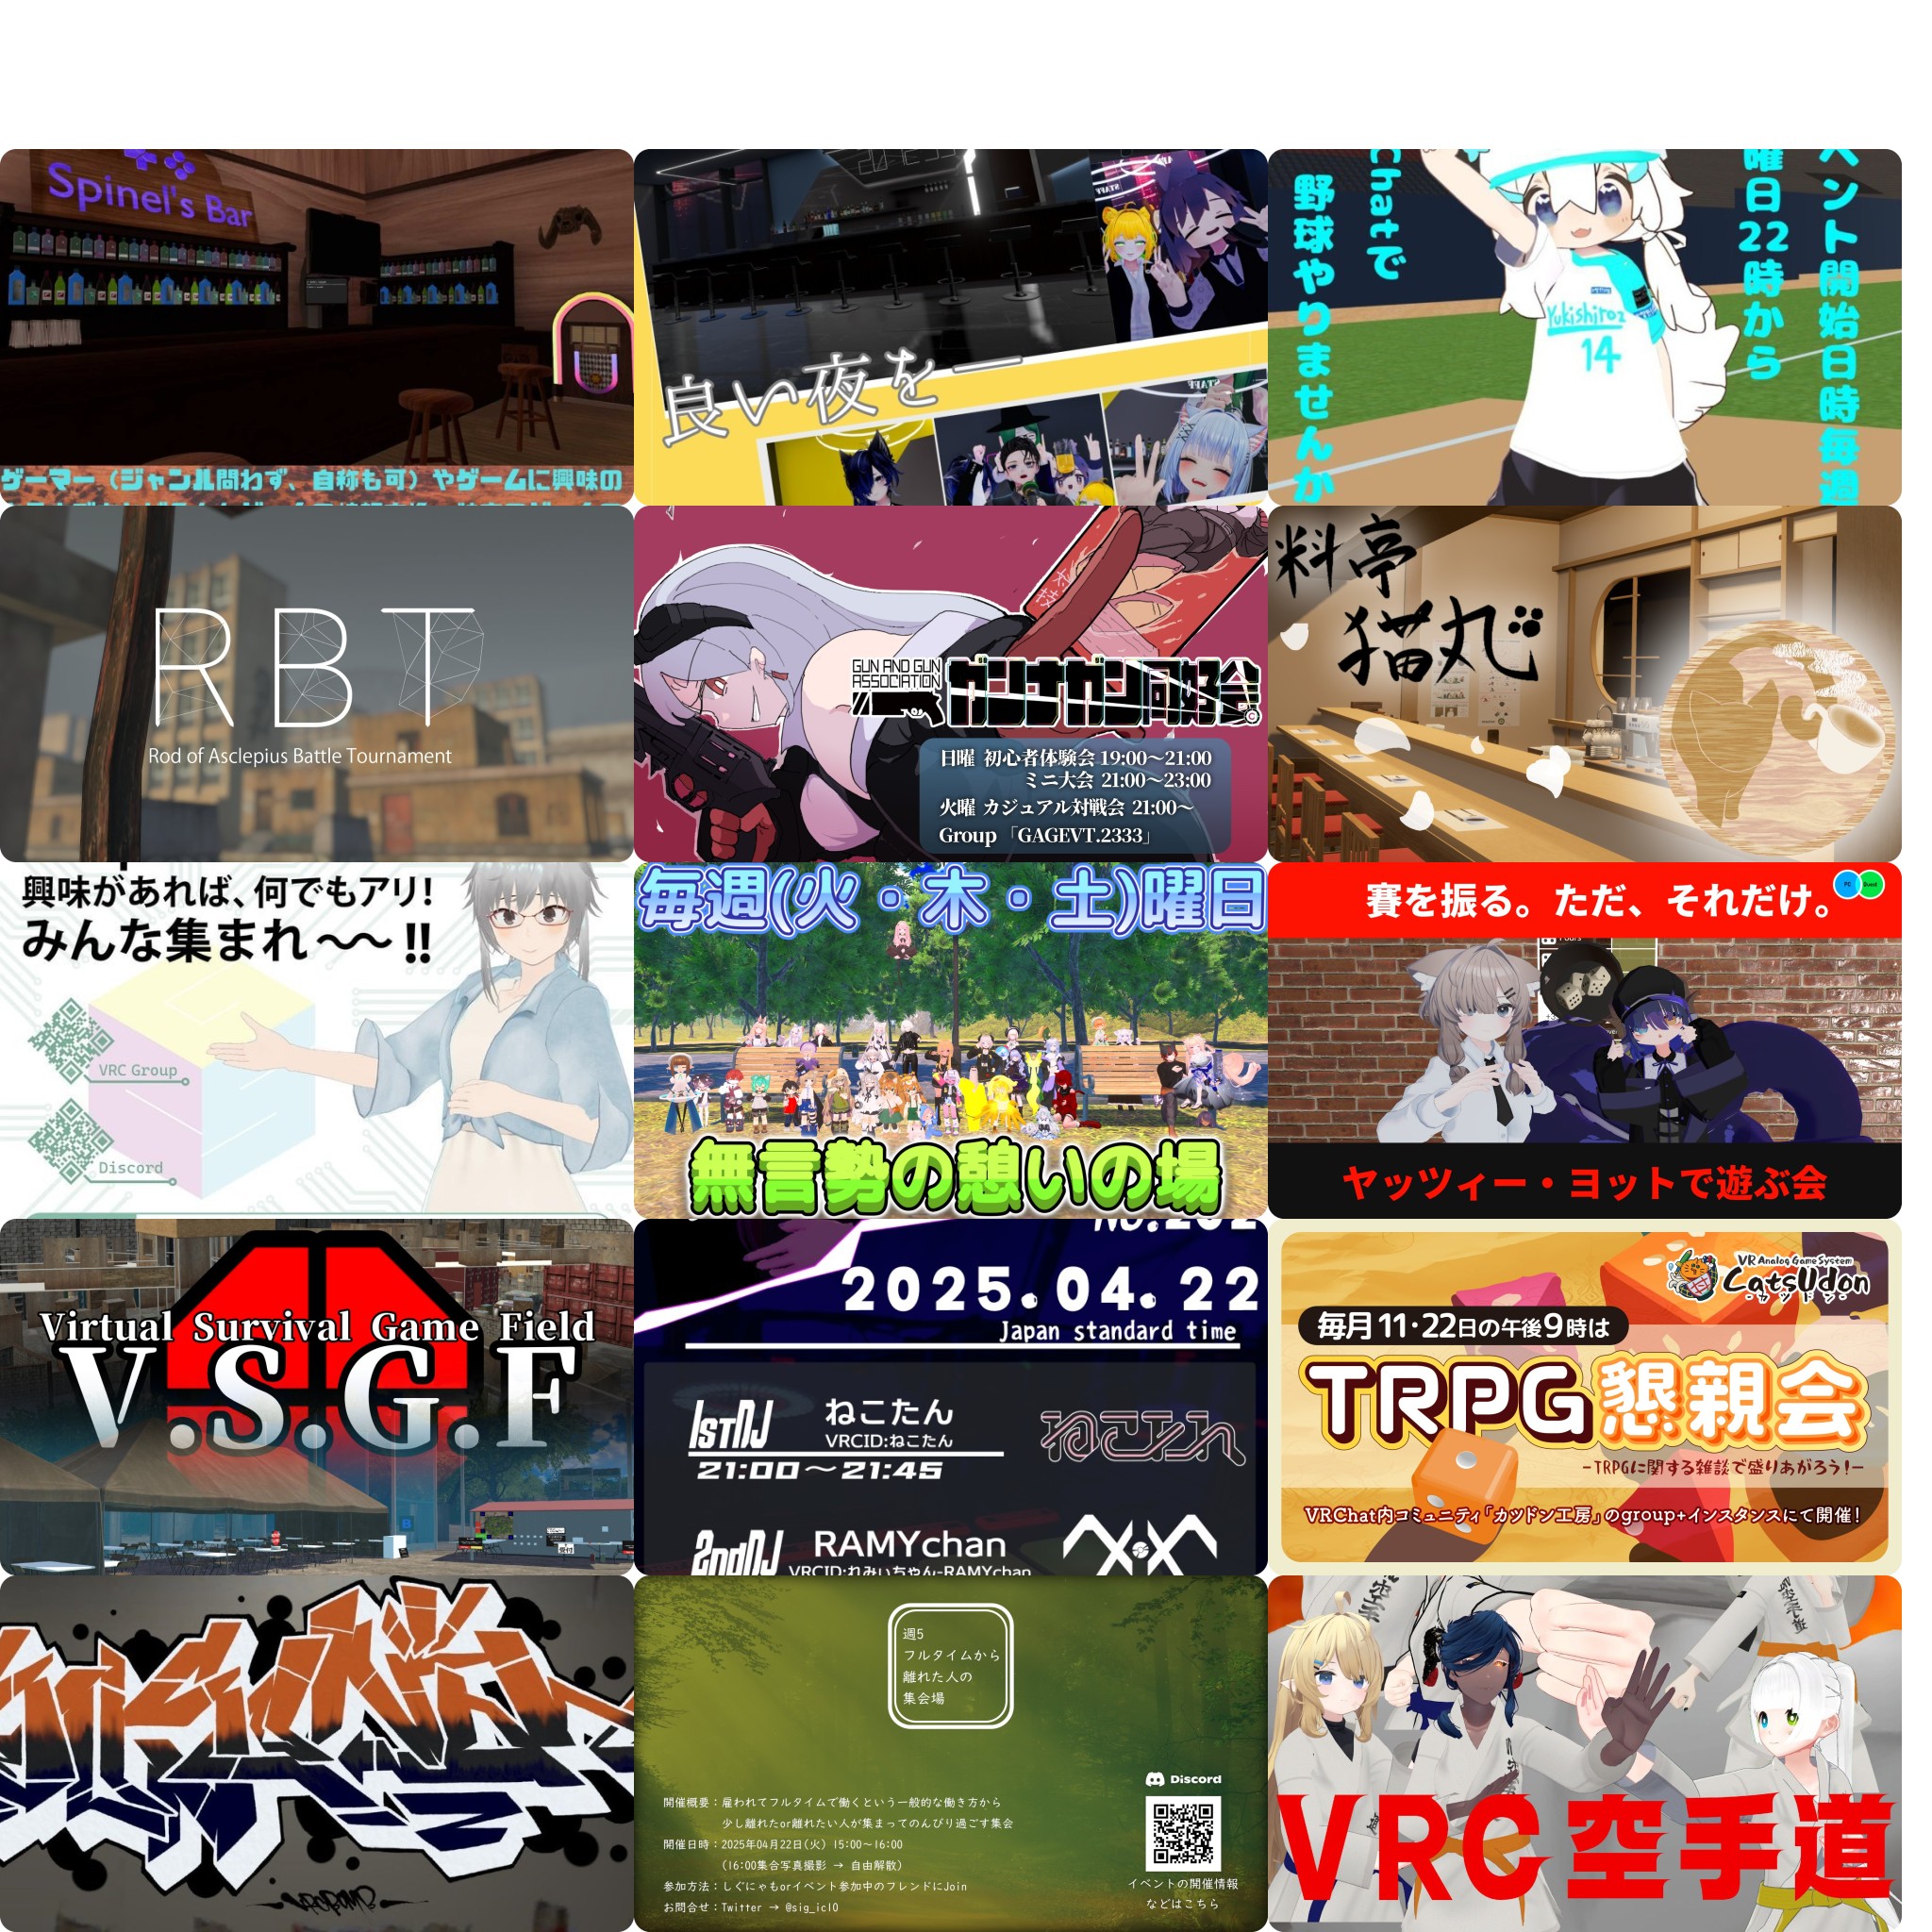 Spinel's Bar
ゲーマー（ジャンル問わず、自称も可）やゲームに興味の
良い夜を―
STAFF
STAFF
ベント開始日時毎週
曜日22時から
Chatで
野球やりませんか
Yukishiroz
14
RBT
Rod of Asclepius Battle Tournament
GUN AND GUN
ASSOCIATION
ガンナガン同好会
日曜 初心者体験会 19:00～21:00
ミニ大会 21:00～23:00
火曜 カジュアル対戦会 21:00～
Group 「GAGEVT.2333」
料亭
猫丸
興味があれば、何でもアリ!
みんな集まれ～～!!
VRC Group
Discord
毎週(火・木・土)曜日
無言勢の憩いの場
賽を振る。ただ、それだけ。
PC
Quest
ヤッツィー・ヨットで遊ぶ会
Virtual Survival Game Field
V.S.G.F
受付
2025.04.22
Japan standard time
1stDJ
ねこたん
VRCID:ねこたん
21:00～21:45
ねこたん
2ndDJ
RAMYchan
VRCID:れみぃちゃん-RAMYchan
VR Analog Game System
CatsUdon
-カツドン-
毎月11・22日の午後9時は
TRPG懇親会
-TRPGに関する雑談で盛りあがろう!-
VRChat内コミュニティ「カツドン工房」のgroup+インスタンスにて開催!
週5
フルタイムから
離れた人の
集会場
開催概要：雇われてフルタイムで働くという一般的な働き方から
少し離れたor離れたい人が集まってのんびり過ごす集会
開催日時：2025年04月22日(火) 15:00~16:00
(16:00集合写真撮影 → 自由解散)
参加方法：しぐにゃもorイベント参加中のフレンドにJoin
お問合せ：Twitter → @sig_icl0
Discord
イベントの開催情報
などはこちら
VRC空手道